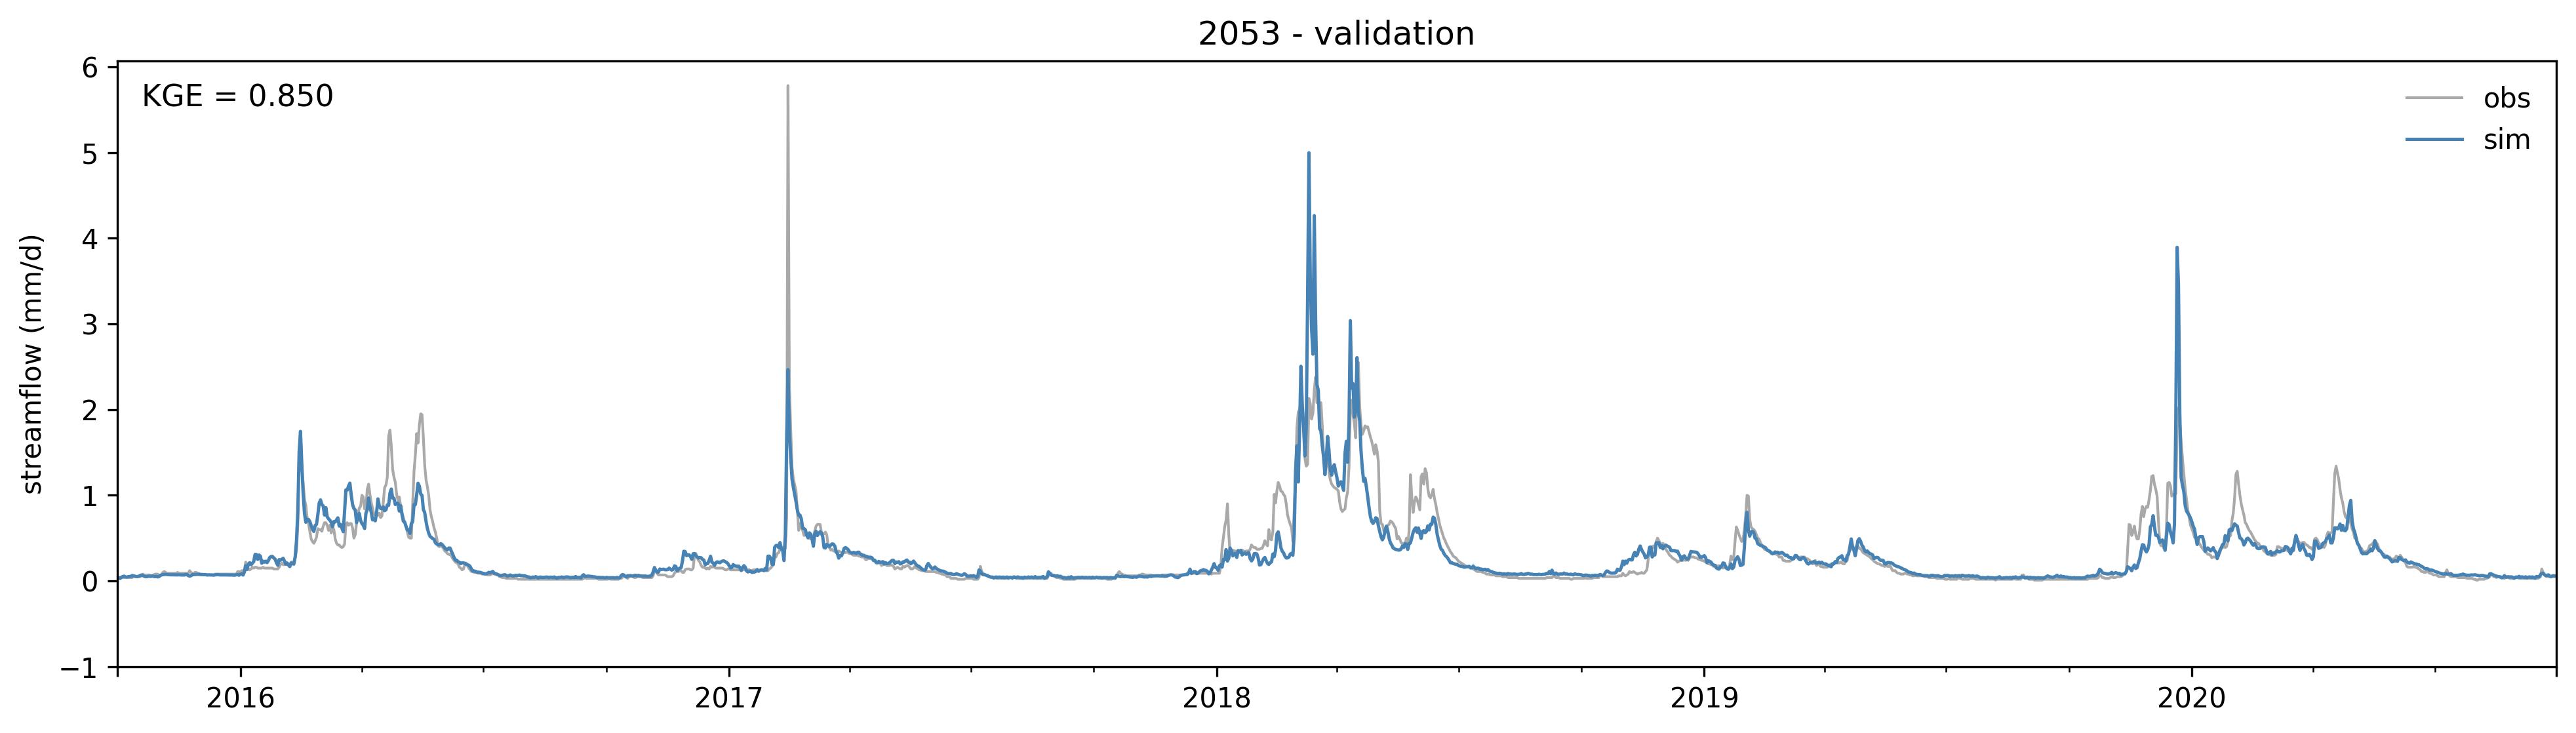 2053 - validation
KGE = 0.850
obs
sim
streamflow (mm/d)
6
5
4
3
2
1
0
−1
2016
2017
2018
2019
2020